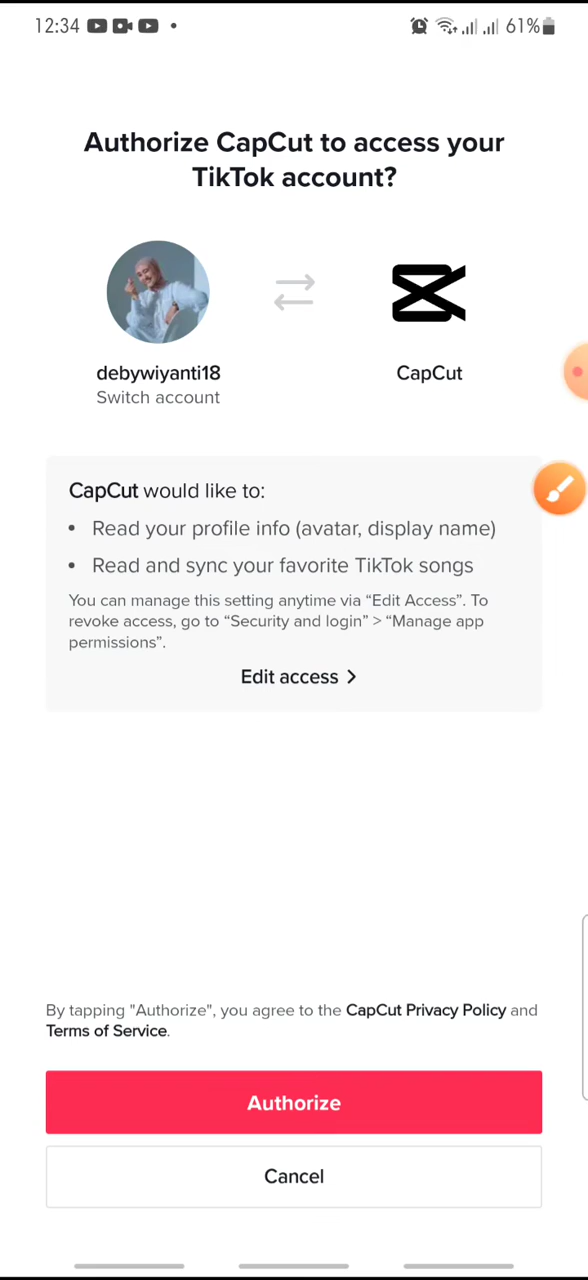 12:34
61%
Authorize CapCut to access your
TikTok account?
debywiyanti18
Switch account
CapCut
CapCut would like to:
• Read your profile info (avatar, display name)
• Read and sync your favorite TikTok songs
You can manage this setting anytime via “Edit Access”. To
revoke access, go to “Security and login” > “Manage app
permissions”.
Edit access >
By tapping "Authorize", you agree to the CapCut Privacy Policy and
Terms of Service.
Authorize
Cancel